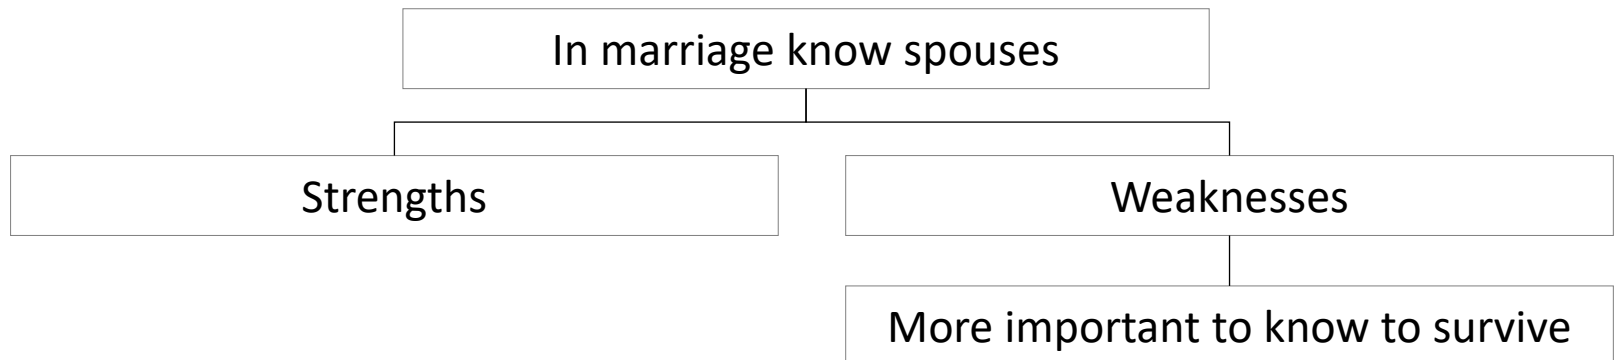 In marriage know spouses
Strengths
Weaknesses
More important to know to survive